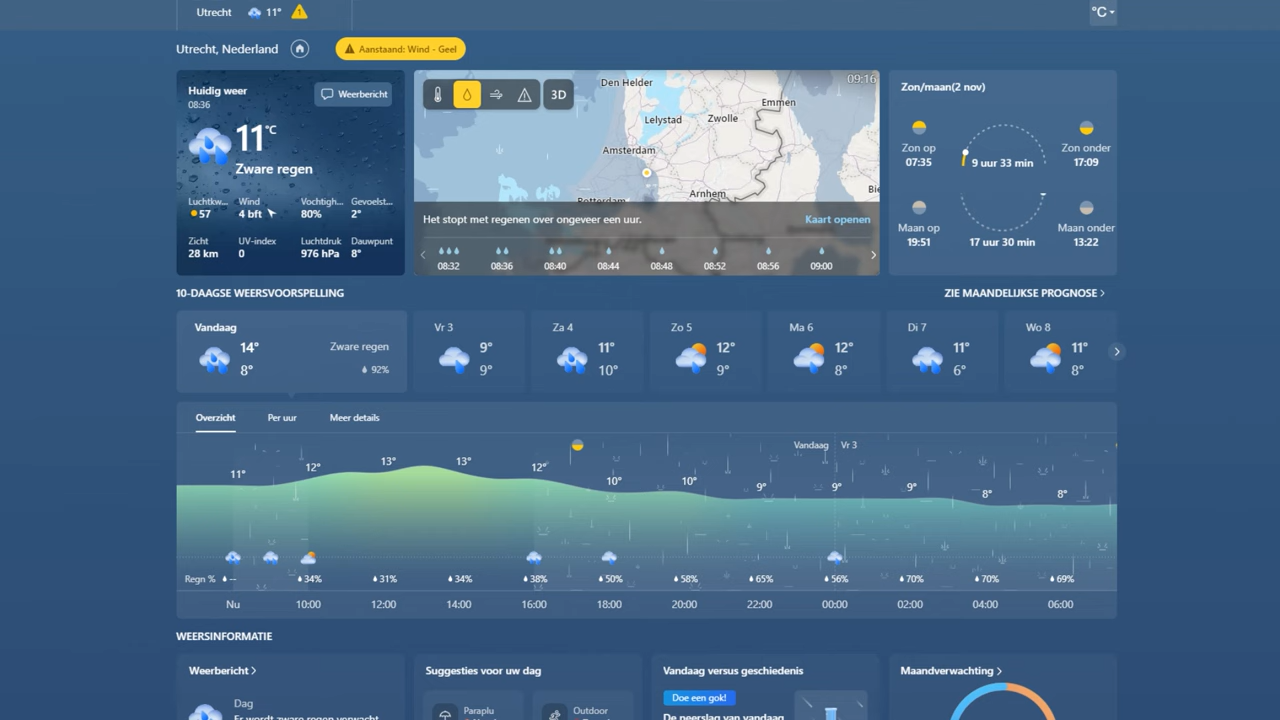 Utrecht 11°
°C
Utrecht, Nederland
Aanstaand: Wind - Geel
Huidig weer
08:36
Weerbericht
11°C
Zware regen
Luchtkw... Wind Vochtigh... Gevoelst...
57 4 bft 80% 2°
Zicht UV-index Luchtdruk Dauwpunt
28 km 0 976 hPa 8°
3D
09:16
Den Helder
Emmen
Lelystad
Zwolle
Amsterdam
Arnhem
Rotterdam
Het stopt met regenen over ongeveer een uur.
Kaart openen
08:32 08:36 08:40 08:44 08:48 08:52 08:56 09:00
Zon/maan(2 nov)
Zon op
07:35
9 uur 33 min
Zon onder
17:09
Maan op
19:51
17 uur 30 min
Maan onder
13:22
10-DAAGSE WEERSVOORSPELLING
ZIE MAANDELIJKSE PROGNOSE
Vandaag
14°
8°
Zware regen
92%
Vr 3
9°
9°
Za 4
11°
10°
Zo 5
12°
9°
Ma 6
12°
8°
Di 7
11°
6°
Wo 8
11°
8°
Overzicht Per uur Meer details
Vandaag Vr 3
11° 12° 13° 13° 12° 10° 10° 9° 9° 9° 8° 8°
Regn % -- 34% 31% 34% 38% 50% 58% 65% 56% 70% 70% 69%
Nu 10:00 12:00 14:00 16:00 18:00 20:00 22:00 00:00 02:00 04:00 06:00
WEERSINFORMATIE
Weerbericht
Dag
Er wordt zware regen verwacht
Suggesties voor uw dag
Paraplu
Outdoor
Vandaag versus geschiedenis
Doe een gok!
De neerslag van vandaag
Maandverwachting